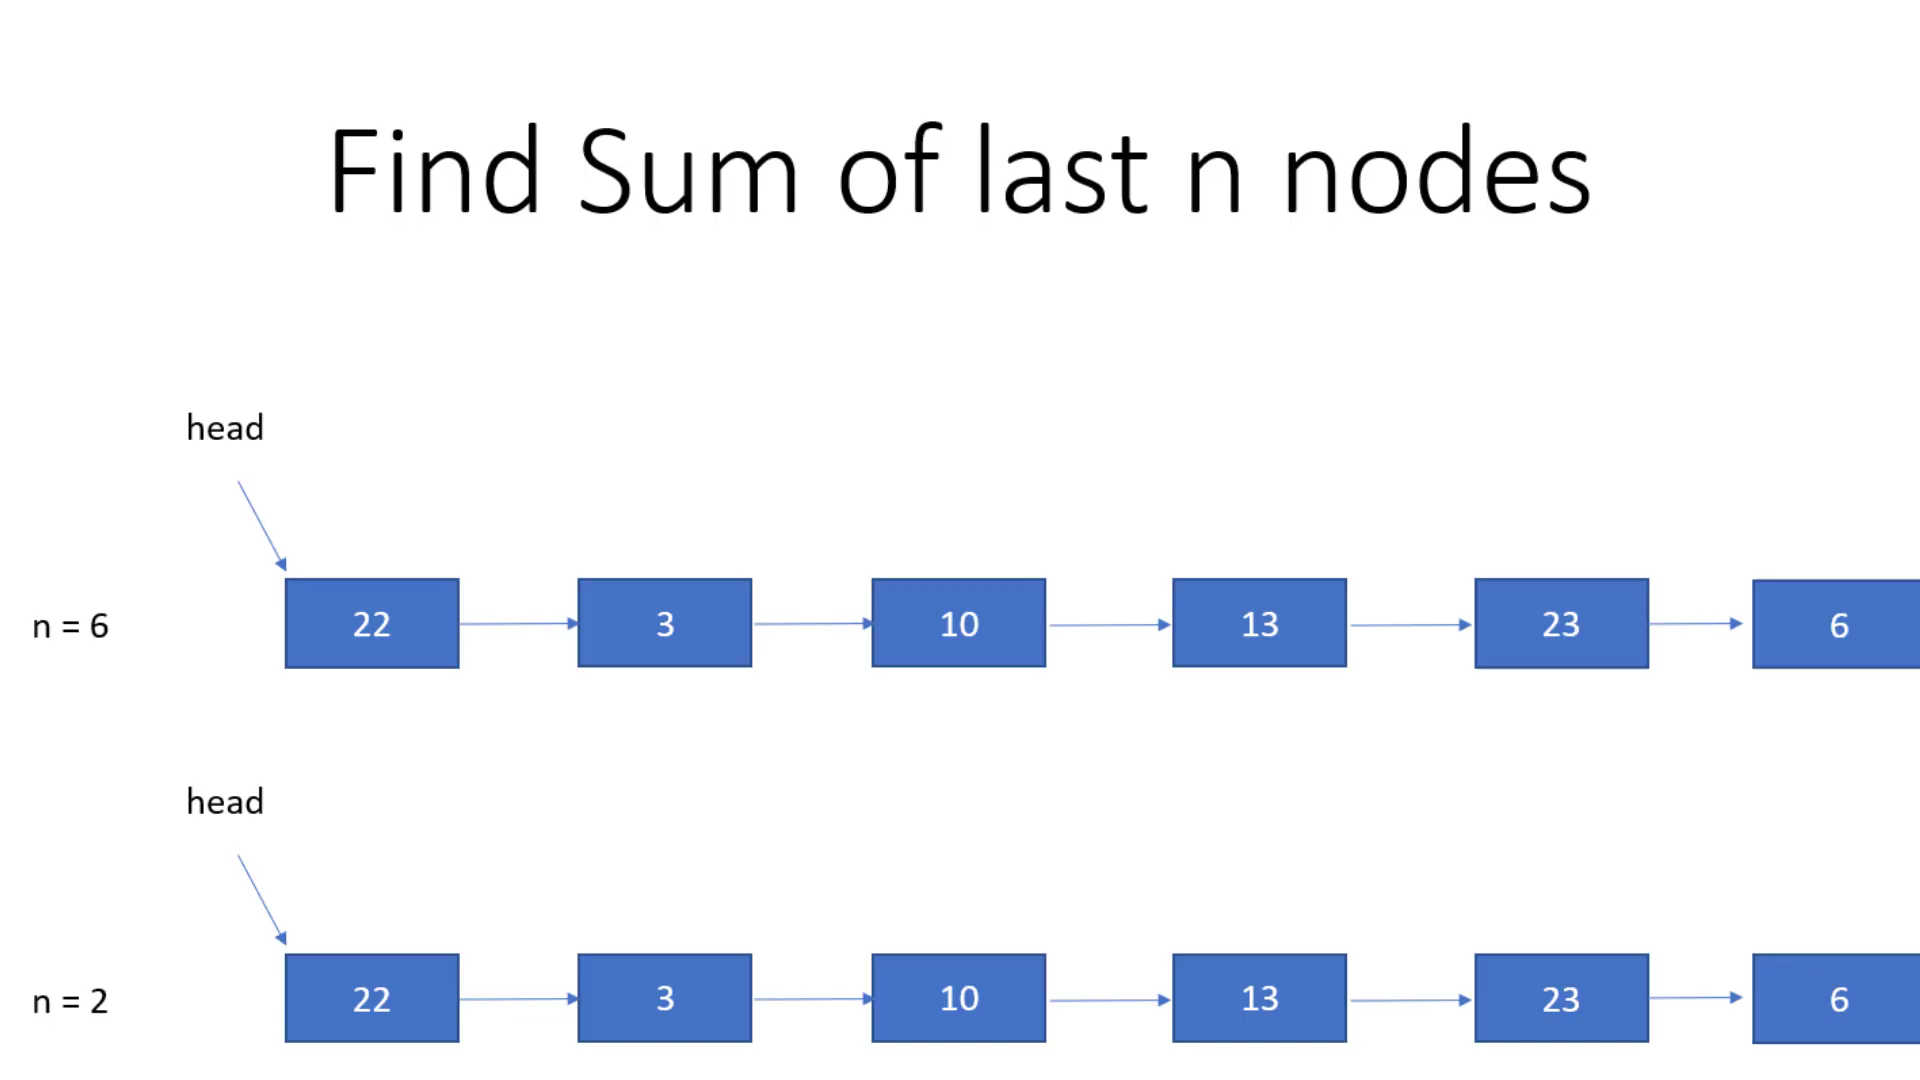 Find Sum of last n nodes
head
n = 6
22 3 10 13 23 6
head
n = 2
22 3 10 13 23 6